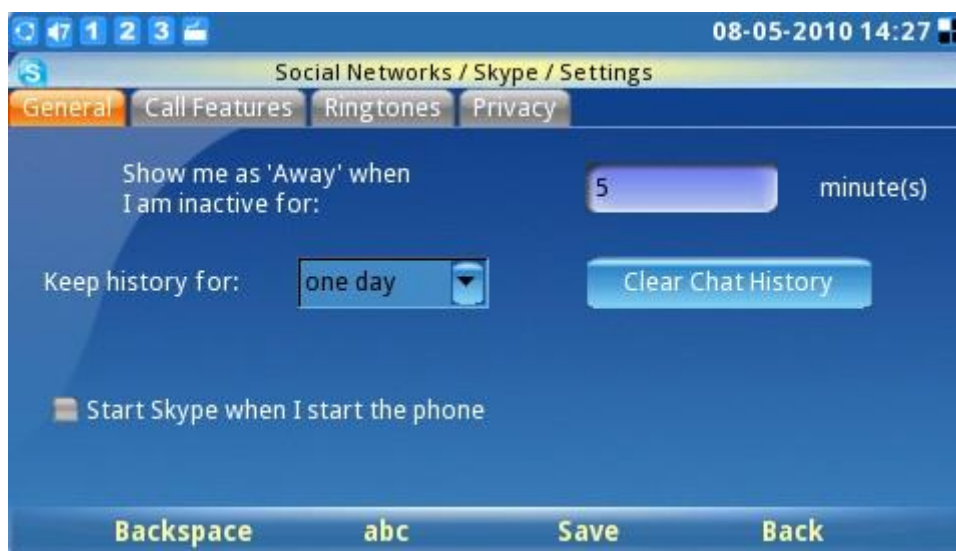 7 1 2 3 08-05-2010 14:27
S Social Networks / Skype / Settings
General Call Features Ringtones Privacy
Show me as 'Away' when
I am inactive for: 5 minute(s)
Keep history for: one day Clear Chat History
Start Skype when I start the phone
Backspace abc Save Back